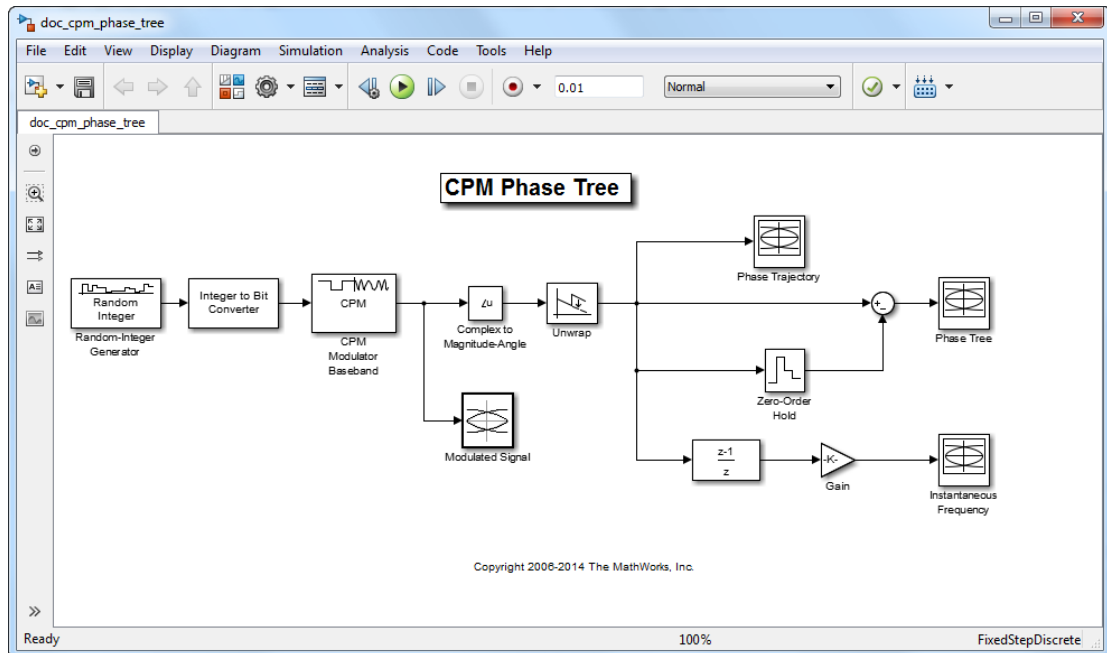 doc_cpm_phase_tree
File Edit View Display Diagram Simulation Analysis Code Tools Help
0.01 Normal
doc_cpm_phase_tree
CPM Phase Tree
Phase Trajectory
Random
Integer
Random-Integer
Generator
Integer to Bit
Converter
CPM
CPM
Modulator
Baseband
∠u
Complex to
Magnitude-Angle
Unwrap
Phase Tree
Zero-Order
Hold
Modulated Signal
z-1
z
-K-
Gain
Instantaneous
Frequency
Copyright 2006-2014 The MathWorks, Inc.
Ready 100% FixedStepDiscrete